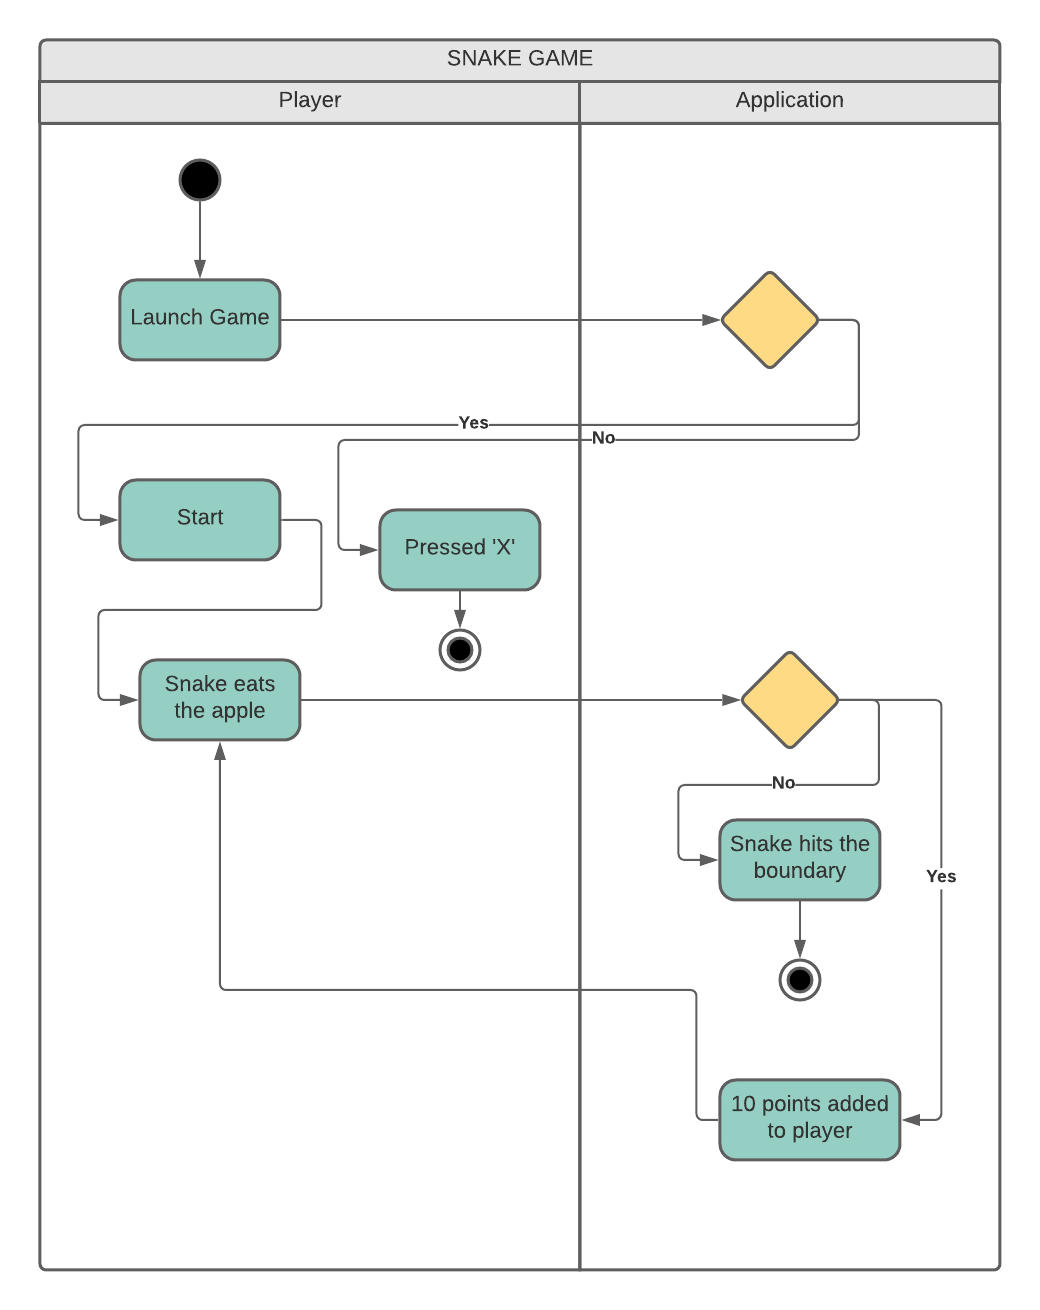 SNAKE GAME
Player
Application
Launch Game
Yes
No
Start
Pressed 'X'
Snake eats
the apple
No
Snake hits the
boundary
Yes
10 points added
to player